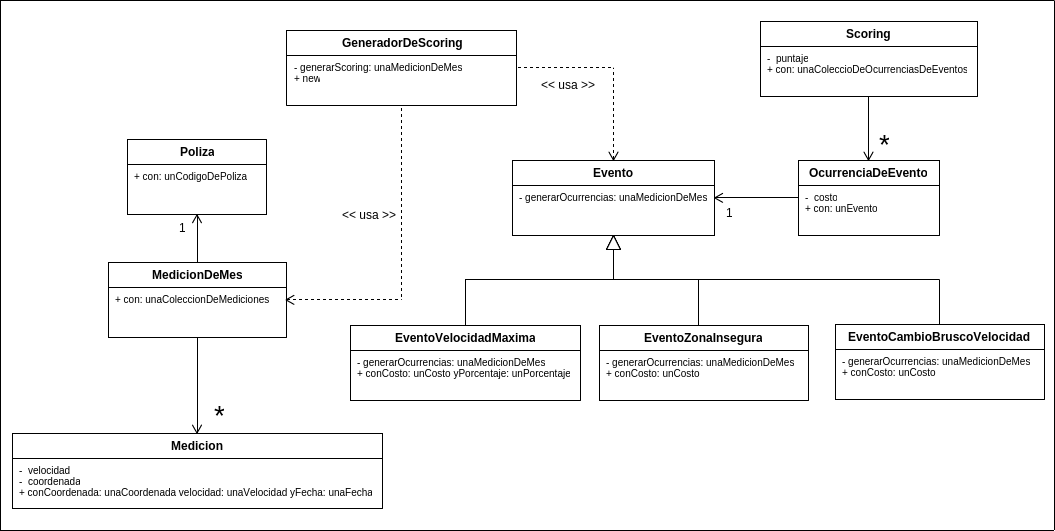 GeneradorDeScoring
- generarScoring: unaMedicionDeMes
+ new
<< usa >>
Scoring
- puntaje
+ con: unaColeccioDeOcurrenciasDeEventos
*
Poliza
+ con: unCodigoDePoliza
1
<< usa >>
Evento
- generarOcurrencias: unaMedicionDeMes
1
OcurrenciaDeEvento
- costo
+ con: unEvento
MedicionDeMes
+ con: unaColeccionDeMediciones
*
EventoVelocidadMaxima
- generarOcurrencias: unaMedicionDeMes
+ conCosto: unCosto yPorcentaje: unPorcentaje
EventoZonaInsegura
- generarOcurrencias: unaMedicionDeMes
+ conCosto: unCosto
EventoCambioBruscoVelocidad
- generarOcurrencias: unaMedicionDeMes
+ conCosto: unCosto
Medicion
- velocidad
- coordenada
+ conCoordenada: unaCoordenada velocidad: unaVelocidad yFecha: unaFecha